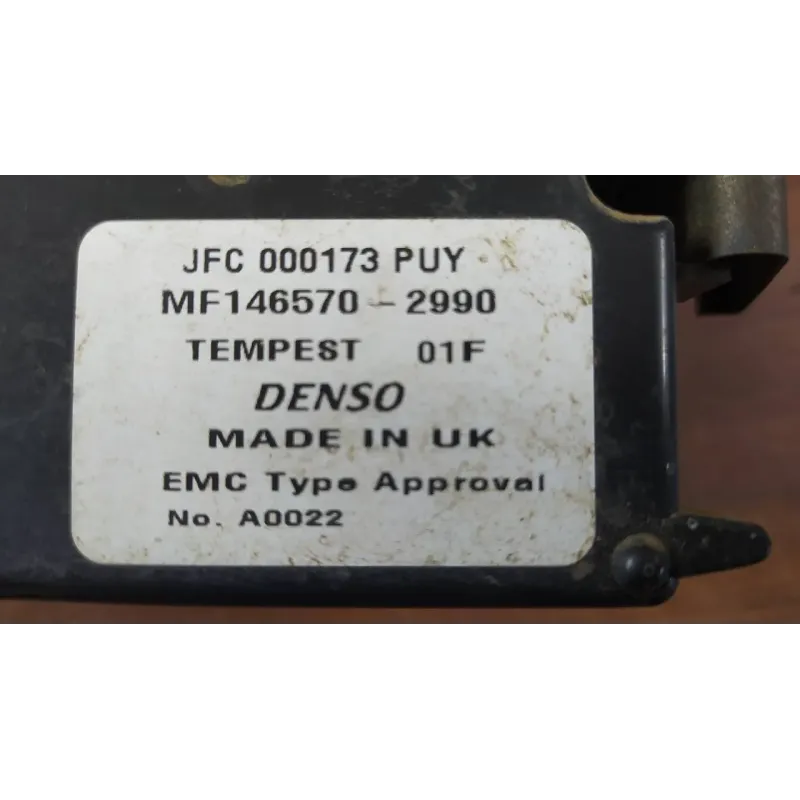 JFC 000173 PUY
MF146570-2990
TEMPEST 01F
DENSO
MADE IN UK
EMC Type Approval
No. A0022